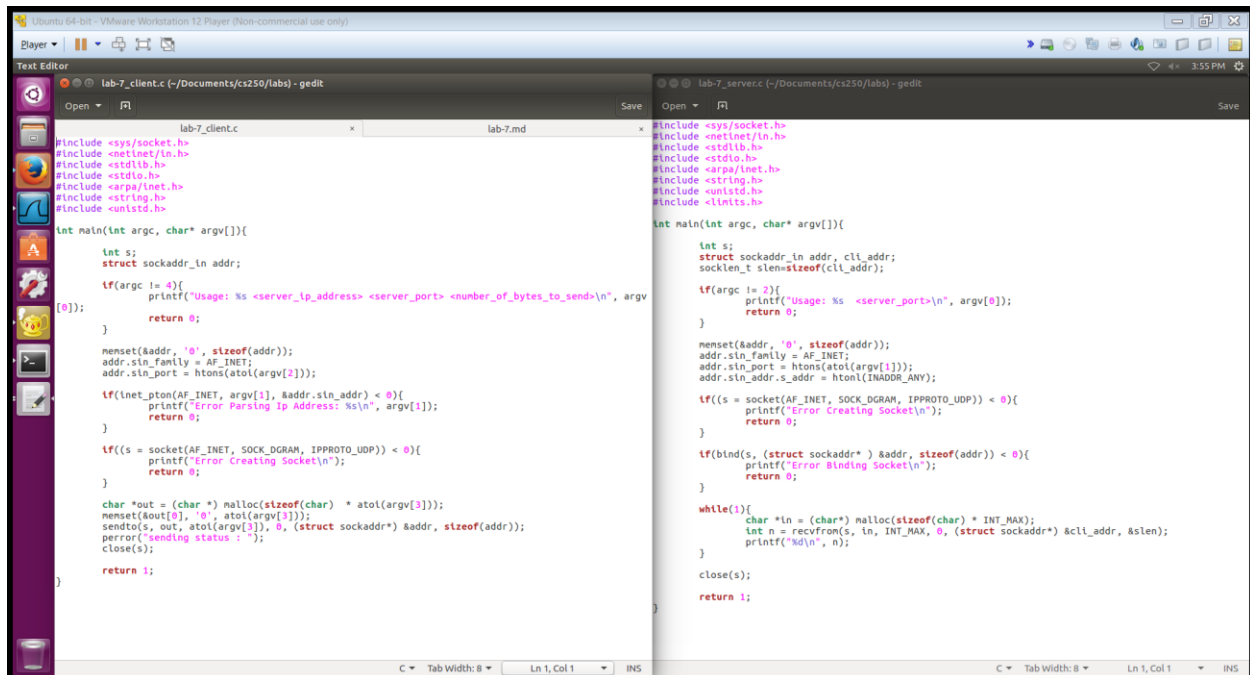 Ubuntu 64-bit - VMware Workstation 12 Player (Non-commercial use only)
Player
Text Editor
3:55 PM
lab-7_client.c (~/Documents/cs250/labs) - gedit
Open
Save
lab-7_client.c × lab-7.md ×
#include <sys/socket.h>
#include <netinet/in.h>
#include <stdlib.h>
#include <stdio.h>
#include <arpa/inet.h>
#include <string.h>
#include <unistd.h>

int main(int argc, char* argv[]){

        int s;
        struct sockaddr_in addr;

        if(argc != 4){
                printf("Usage: %s <server_ip_address> <server_port> <number_of_bytes_to_send>\n", argv
[0]);
                return 0;
        }

        memset(&addr, '0', sizeof(addr));
        addr.sin_family = AF_INET;
        addr.sin_port = htons(atoi(argv[2]));

        if(inet_pton(AF_INET, argv[1], &addr.sin_addr) < 0){
                printf("Error Parsing Ip Address: %s\n", argv[1]);
                return 0;
        }

        if((s = socket(AF_INET, SOCK_DGRAM, IPPROTO_UDP)) < 0){
                printf("Error Creating Socket\n");
                return 0;
        }

        char *out = (char *) malloc(sizeof(char)  * atoi(argv[3]));
        memset(&out[0], '0', atoi(argv[3]));
        sendto(s, out, atoi(argv[3]), 0, (struct sockaddr*) &addr, sizeof(addr));
        perror("sending status : ");
        close(s);

        return 1;
}
C Tab Width: 8 Ln 1, Col 1 INS
lab-7_server.c (~/Documents/cs250/labs) - gedit
Open
Save
#include <sys/socket.h>
#include <netinet/in.h>
#include <stdlib.h>
#include <stdio.h>
#include <arpa/inet.h>
#include <string.h>
#include <unistd.h>
#include <limits.h>

int main(int argc, char* argv[]){

        int s;
        struct sockaddr_in addr, cli_addr;
        socklen_t slen=sizeof(cli_addr);

        if(argc != 2){
                printf("Usage: %s  <server_port>\n", argv[0]);
                return 0;
        }

        memset(&addr, '0', sizeof(addr));
        addr.sin_family = AF_INET;
        addr.sin_port = htons(atoi(argv[1]));
        addr.sin_addr.s_addr = htonl(INADDR_ANY);

        if((s = socket(AF_INET, SOCK_DGRAM, IPPROTO_UDP)) < 0){
                printf("Error Creating Socket\n");
                return 0;
        }

        if(bind(s, (struct sockaddr* ) &addr, sizeof(addr)) < 0){
                printf("Error Binding Socket\n");
                return 0;
        }

        while(1){
                char *in = (char*) malloc(sizeof(char) * INT_MAX);
                int n = recvfrom(s, in, INT_MAX, 0, (struct sockaddr*) &cli_addr, &slen);
                printf("%d\n", n);
        }

        close(s);

        return 1;
}
C Tab Width: 8 Ln 1, Col 1 INS